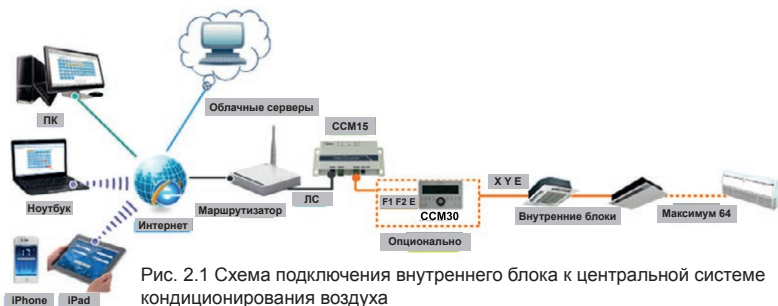 Облачные серверы
ПК
CCM15
Ноутбук
Интернет
Маршрутизатор
ЛС
F1 F2 E
CCM30
X Y E
Внутренние блоки
Максимум 64
Опционально
iPhone
iPad
Рис. 2.1 Схема подключения внутреннего блока к центральной системе
кондиционирования воздуха